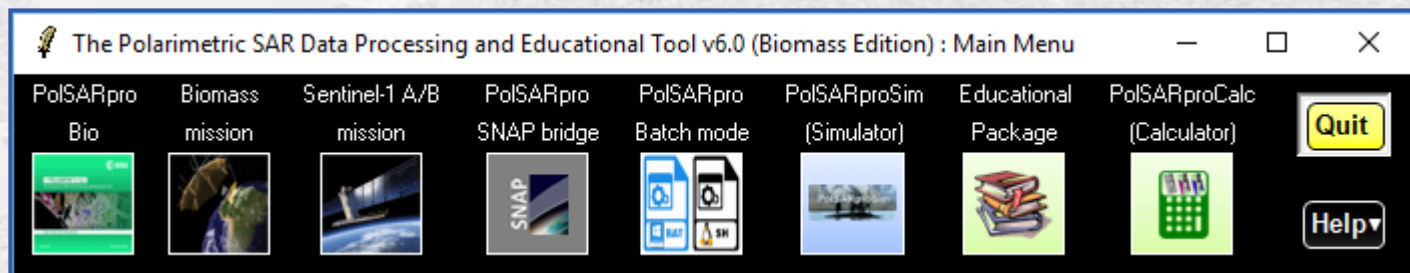 The Polarimetric SAR Data Processing and Educational Tool v6.0 (Biomass Edition) : Main Menu
PolSARpro Biomass Sentinel-1 A/B PolSARpro PolSARpro PolSARproSim Educational PolSARproCalc
Bio mission mission SNAP bridge Batch mode (Simulator) Package (Calculator)
Quit
esa
SNAP
BAT SH
PolSARproSim
Help▾